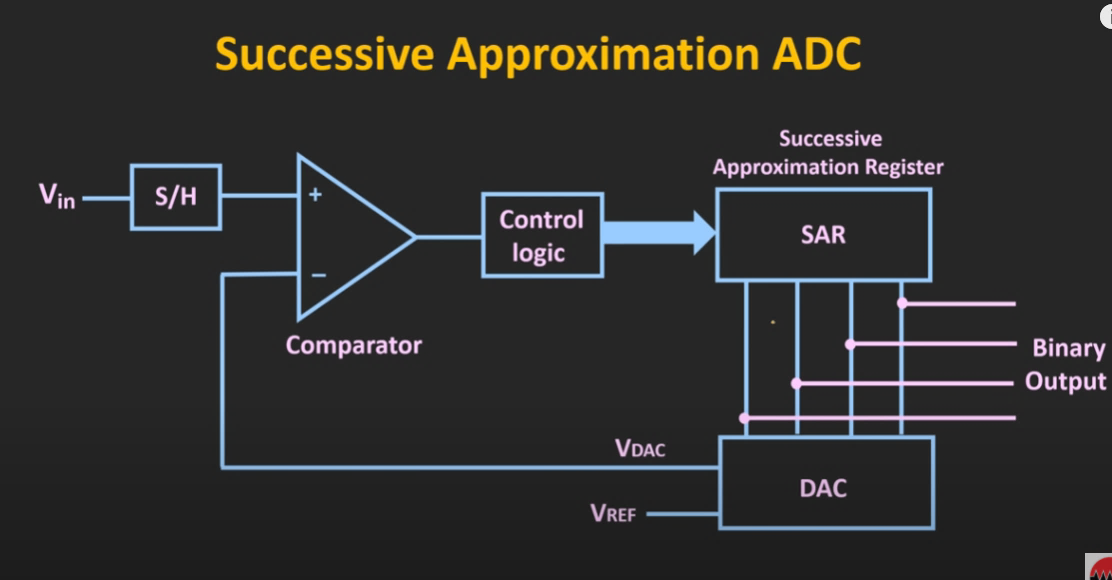 Successive Approximation ADC
Successive
Approximation Register
Vin
S/H
+
−
Control
logic
SAR
Comparator
Binary
Output
VDAC
VREF
DAC